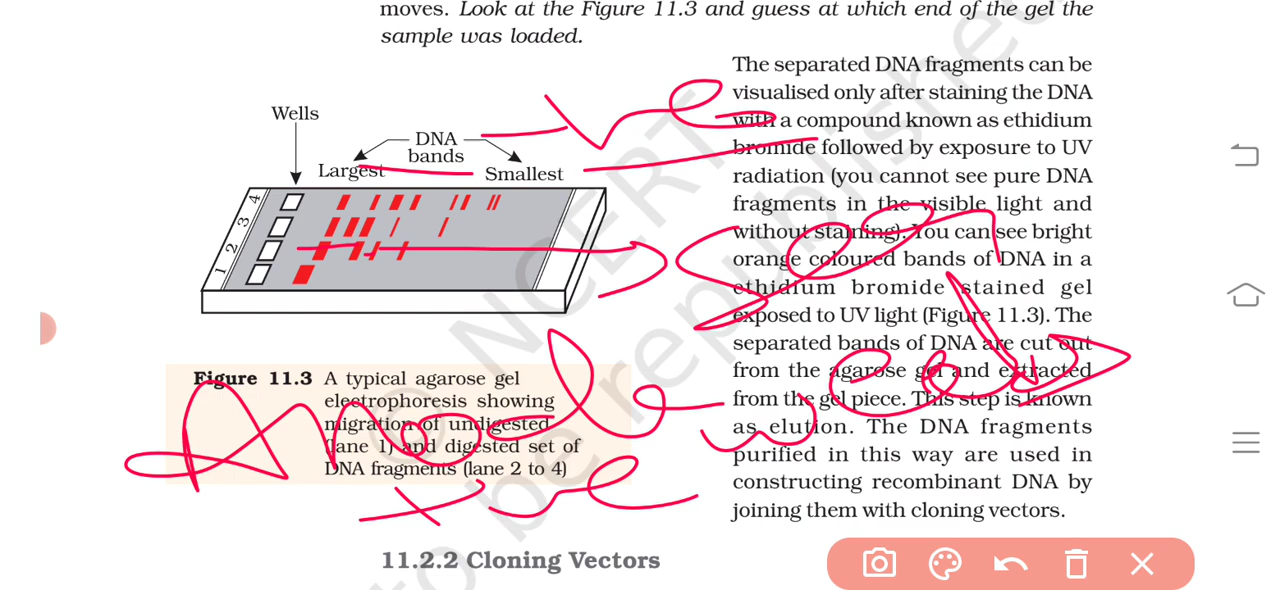 moves. Look at the Figure 11.3 and guess at which end of the gel the
sample was loaded.
Wells
DNA
bands
Largest
Smallest
4
3
2
1
Figure 11.3 A typical agarose gel
electrophoresis showing
migration of undigested
(lane 1) and digested set of
DNA fragments (lane 2 to 4)
The separated DNA fragments can be
visualised only after staining the DNA
with a compound known as ethidium
bromide followed by exposure to UV
radiation (you cannot see pure DNA
fragments in the visible light and
without staining). You can see bright
orange coloured bands of DNA in a
ethidium bromide stained gel
exposed to UV light (Figure 11.3). The
separated bands of DNA are cut out
from the agarose gel and extracted
from the gel piece. This step is known
as elution. The DNA fragments
purified in this way are used in
constructing recombinant DNA by
joining them with cloning vectors.
11.2.2 Cloning Vectors
© NCERT
to be republished